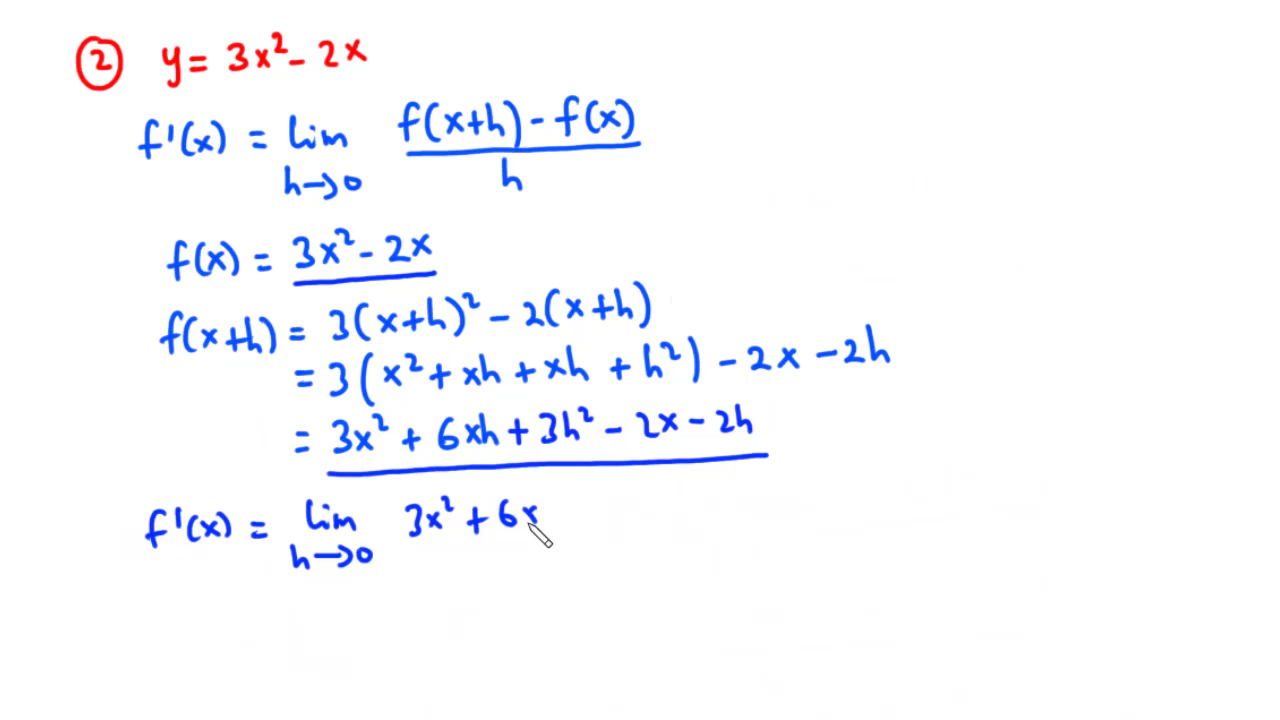 ② y = 3x² - 2x
f'(x) = lim h→0 f(x+h) - f(x) / h
f(x) = 3x² - 2x
f(x+h) = 3(x+h)² - 2(x+h)
= 3(x² + xh + xh + h²) - 2x - 2h
= 3x² + 6xh + 3h² - 2x - 2h
f'(x) = lim h→0 3x² + 6x